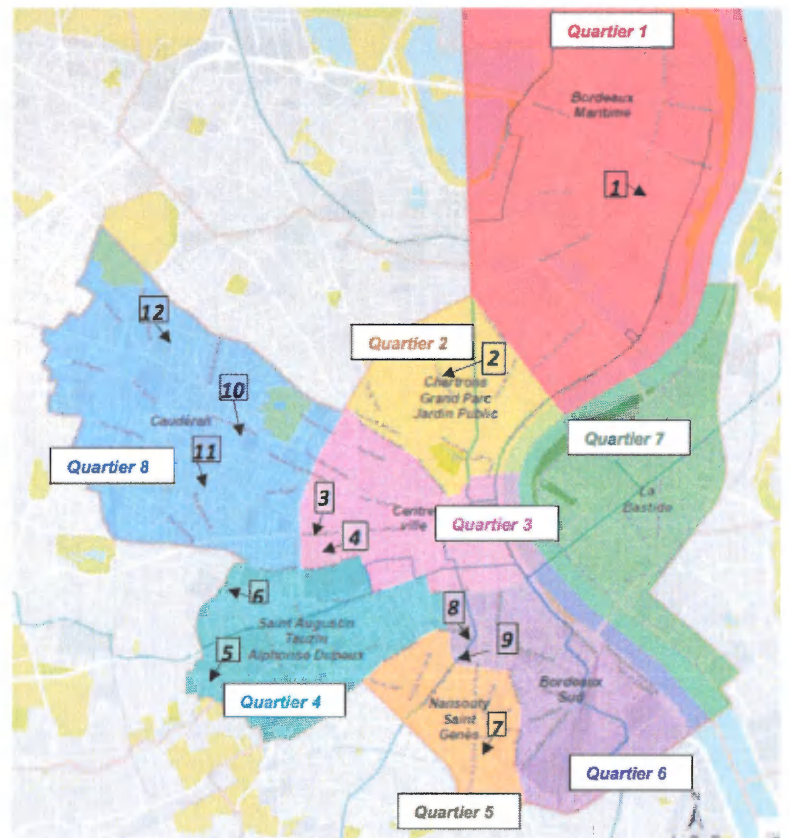 Quartier 1
Bordeaux
Maritime
1
12
Quartier 2
2
Chartrons
Grand Parc
Jardin Public
10
Caudéran
Quartier 7
11
Quartier 8
La
Bastide
3
Centre
ville
Quartier 3
4
6
8
9
Saint Augustin
Tauzin
Alphonse Dupeux
5
Quartier 4
Bordeaux
Sud
Nansouty
Saint
Genès
7
Quartier 6
Quartier 5